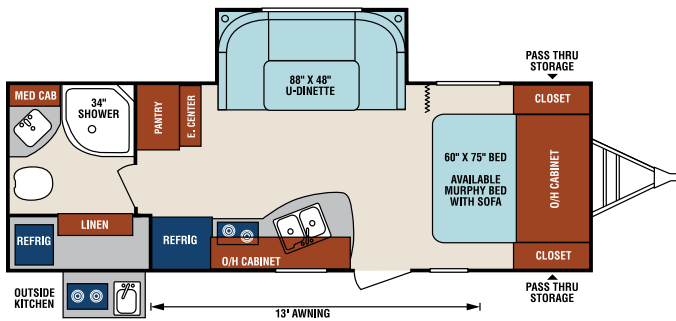 PASS THRU
STORAGE
MED CAB
34"
SHOWER
PANTRY
E. CENTER
88" X 48"
U-DINETTE
CLOSET
60" X 75" BED
AVAILABLE
MURPHY BED
WITH SOFA
O/H CABINET
LINEN
REFRIG
REFRIG
O/H CABINET
CLOSET
OUTSIDE
KITCHEN
13' AWNING
PASS THRU
STORAGE